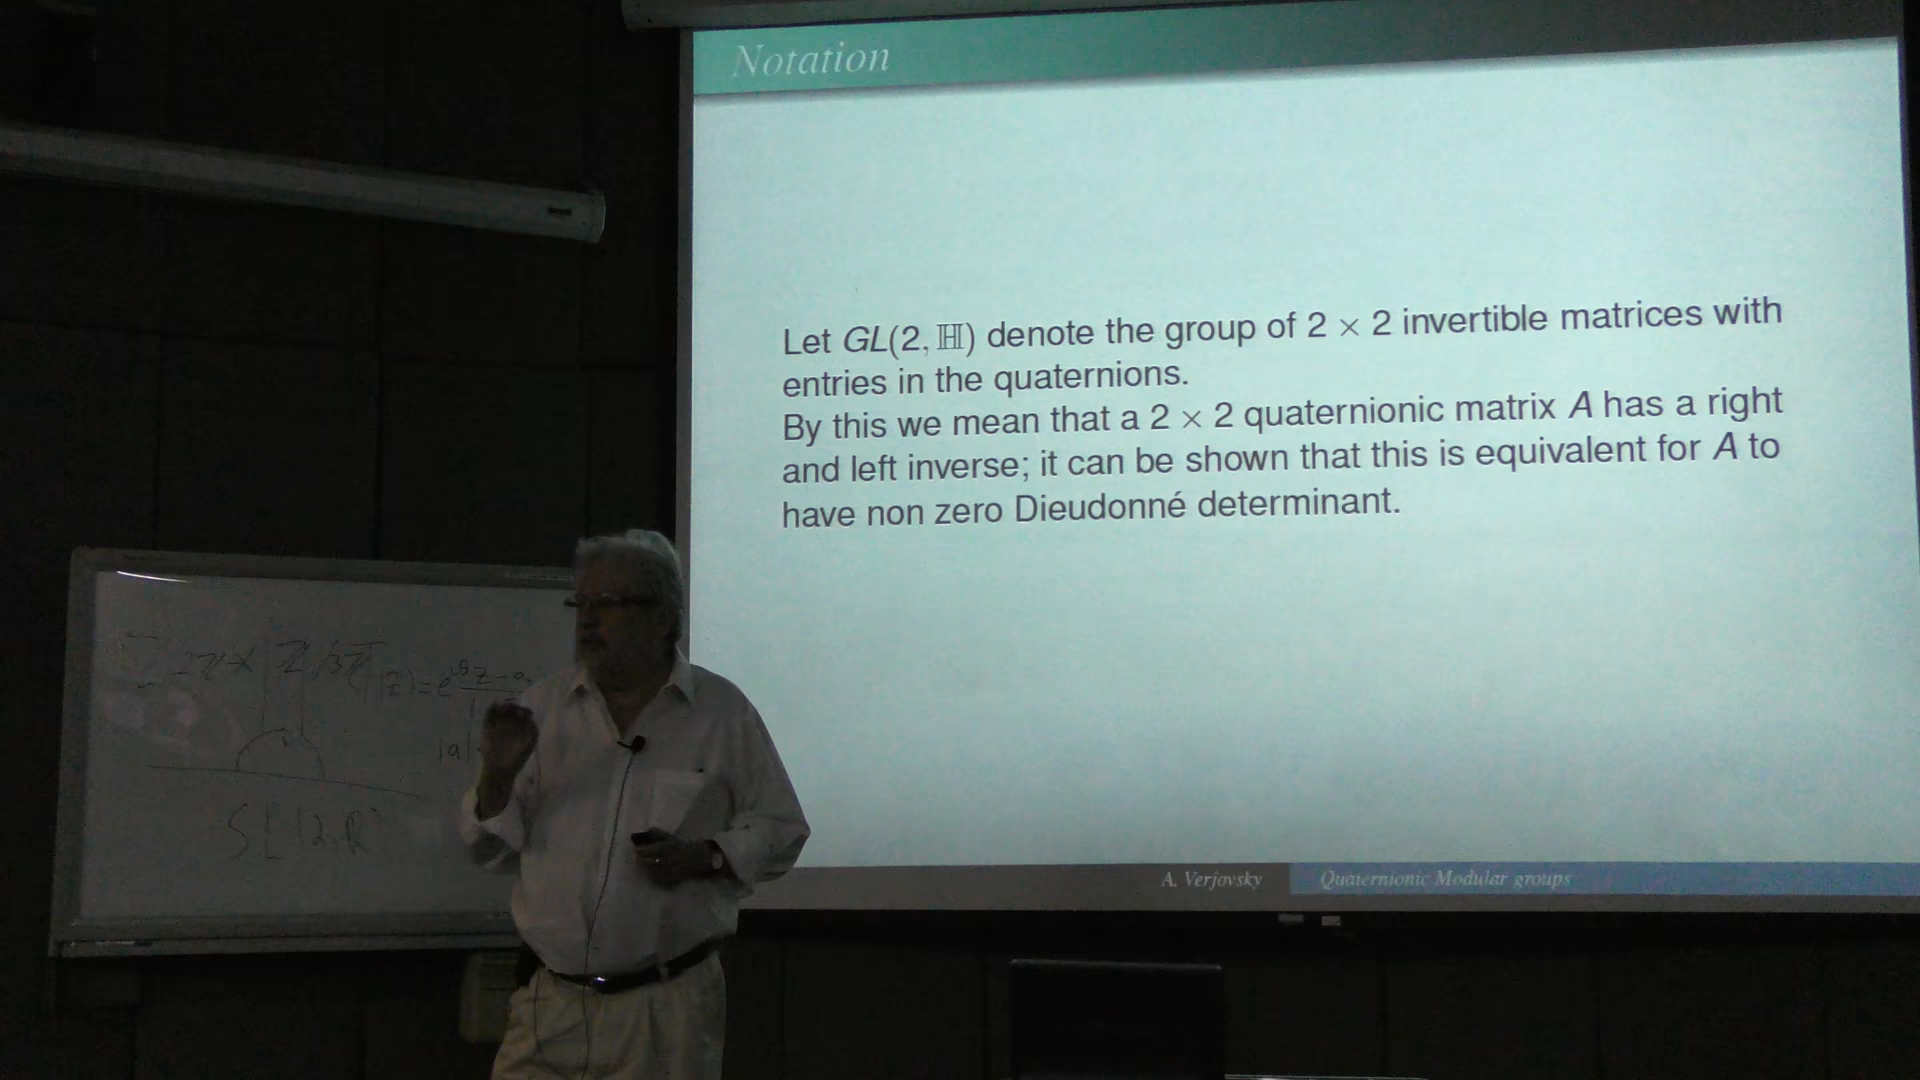 Notation
Let GL(2, ℍ) denote the group of 2 × 2 invertible matrices with
entries in the quaternions.
By this we mean that a 2 × 2 quaternionic matrix A has a right
and left inverse; it can be shown that this is equivalent for A to
have non zero Dieudonné determinant.
A. Verjovsky Quaternionic Modular groups
SL(2,R)